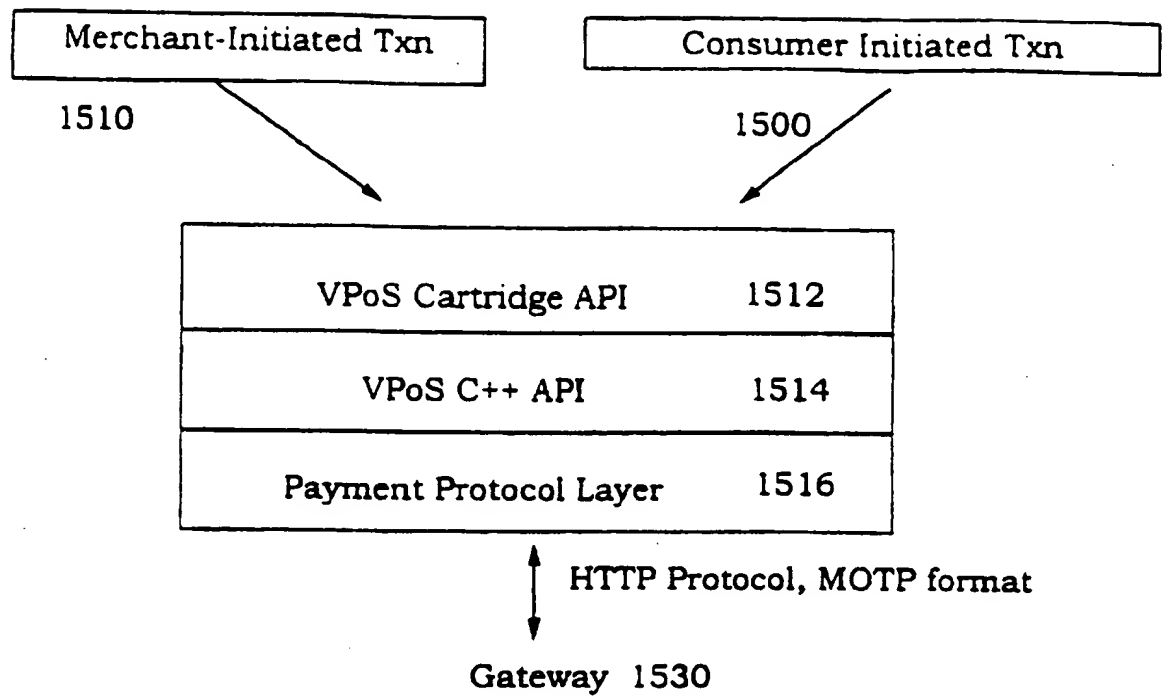 Merchant-Initiated Txn
Consumer Initiated Txn
1510
1500
VPoS Cartridge API 1512
VPoS C++ API 1514
Payment Protocol Layer 1516
HTTP Protocol, MOTP format
Gateway 1530